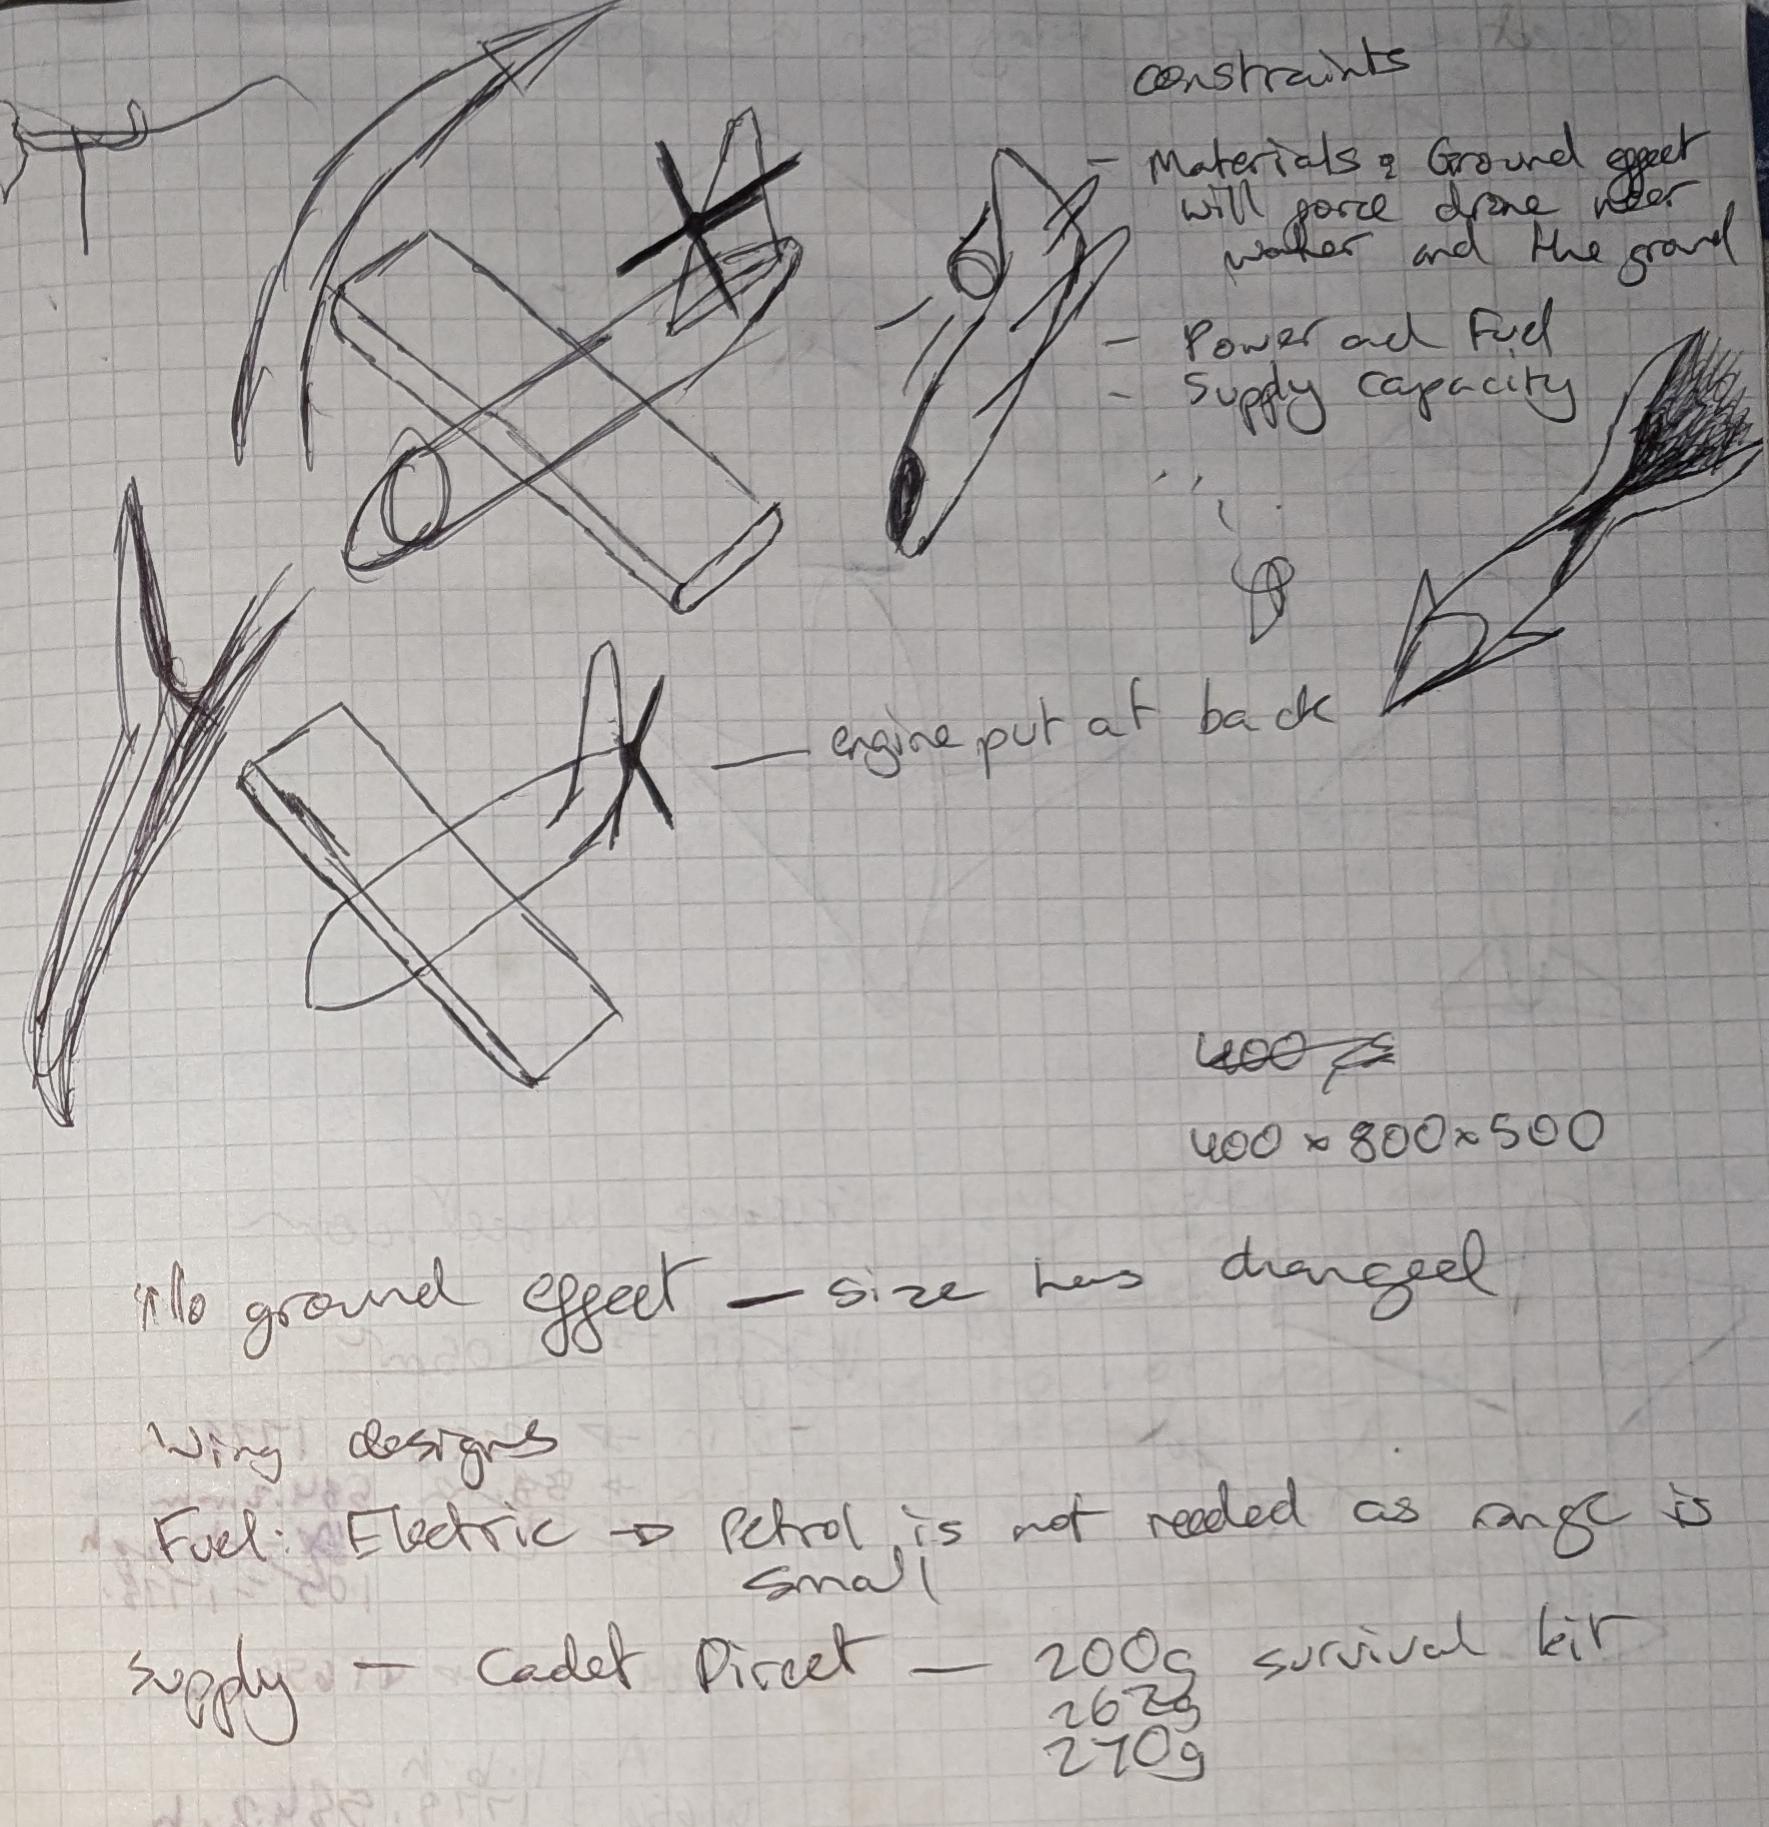 constraints
- Materials & Ground effect
will force drone near
water and the ground
- Power and Fuel
- Supply capacity
— engine put at back
400
400 x 800 x 500
No ground effect — size has changed
Wing designs
Fuel: Electric → Petrol is not needed as range is
small
Supply — Cadet Direct — 200g survival kit
262g
270g